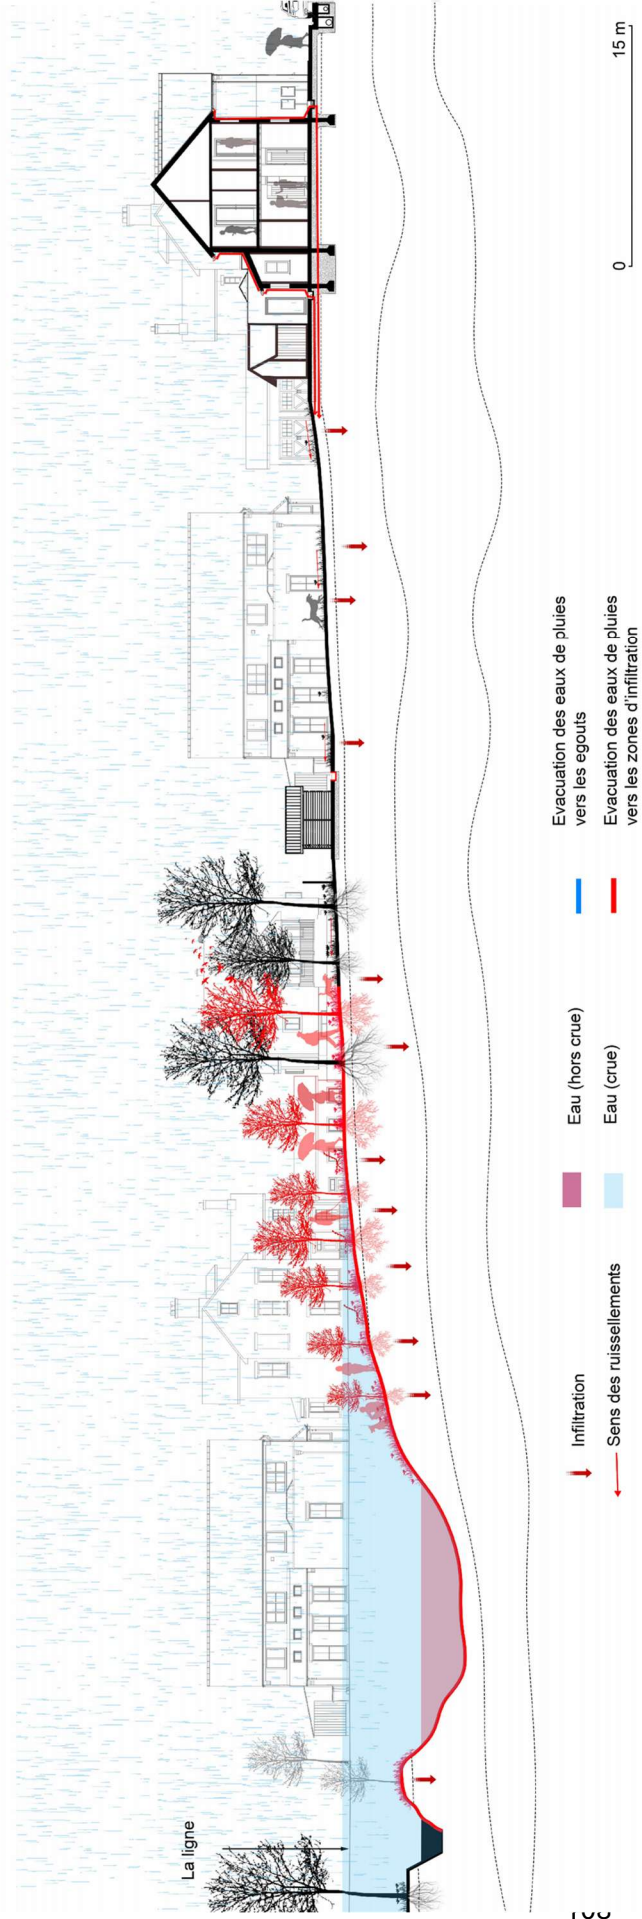 La ligne
Infiltration
Sens des ruissellements
Eau (hors crue)
Eau (crue)
Evacuation des eaux de pluies
vers les egouts
Evacuation des eaux de pluies
vers les zones d'infiltration
0
15 m
108